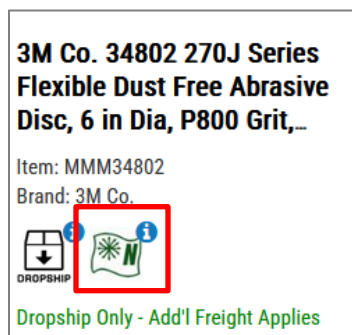 3M Co. 34802 270J Series
Flexible Dust Free Abrasive
Disc, 6 in Dia, P800 Grit,...
Item: MMM34802
Brand: 3M Co.
i
i
N
DROPSHIP
Dropship Only - Add'l Freight Applies